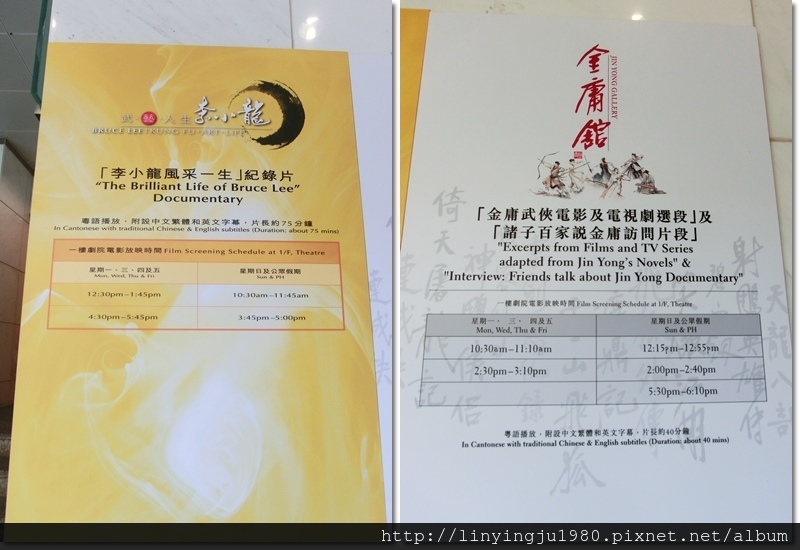 武·藝·人生 李小龍
BRUCE LEE:KUNG FU·ART·LIFE
「李小龍風采一生」紀錄片
"The Brilliant Life of Bruce Lee"
Documentary
粵語播放，附設中文繁體和英文字幕，片長約75分鐘
In Cantonese with traditional Chinese & English subtitles (Duration: about 75 mins)
一樓劇院電影放映時間 Film Screening Schedule at 1/F, Theatre
星期一、三、四及五 星期日及公眾假期
Mon, Wed, Thu & Fri Sun & PH
12:30pm–1:45pm 10:30am–11:45am
4:30pm–5:45pm 3:45pm–5:00pm
金庸館
JIN YONG GALLERY
「金庸武俠電影及電視劇選段」及
「諸子百家説金庸訪問片段」
"Excerpts from Films and TV Series
adapted from Jin Yong's Novels" &
"Interview: Friends talk about Jin Yong Documentary"
一樓劇院電影放映時間 Film Screening Schedule at 1/F, Theatre
星期一、三、四及五 星期日及公眾假期
Mon, Wed, Thu & Fri Sun & PH
10:30am–11:10am 12:15pm–12:55pm
2:30pm–3:10pm 2:00pm–2:40pm
5:30pm–6:10pm
粵語播放，附設中文繁體和英文字幕，片長約40分鐘
In Cantonese with traditional Chinese & English subtitles (Duration: about 40 mins)
http://linyingju1980.pixnet.net/album